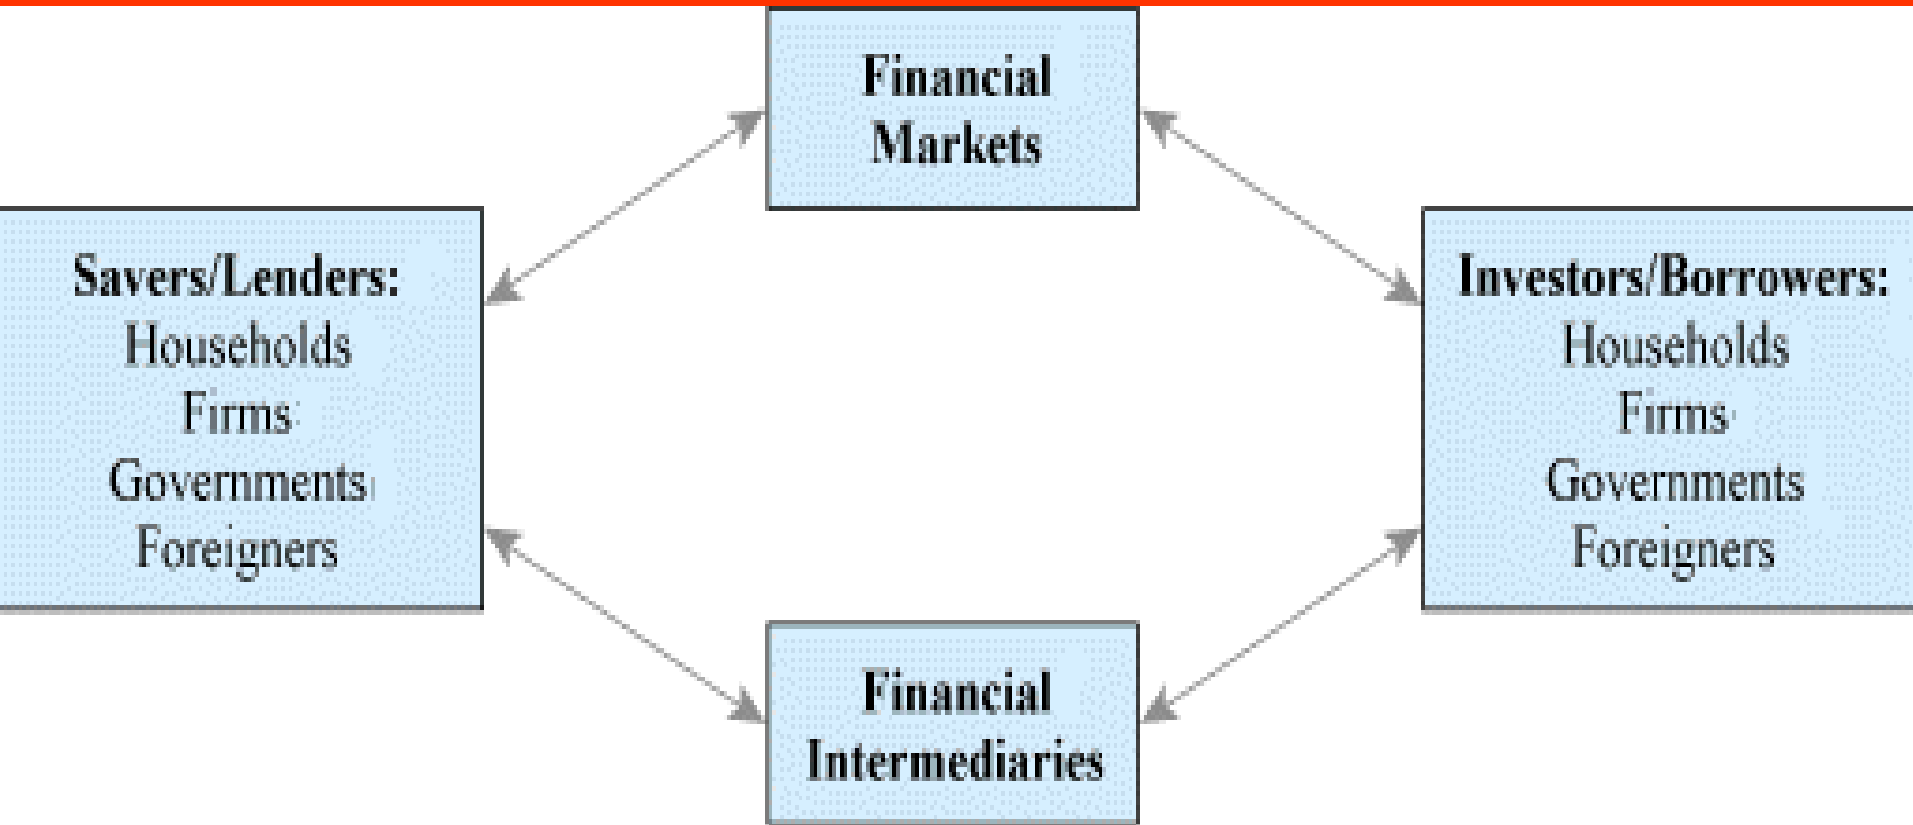 Financial
Markets
Savers/Lenders:
Households
Firms
Governments
Foreigners
Investors/Borrowers:
Households
Firms
Governments
Foreigners
Financial
Intermediaries